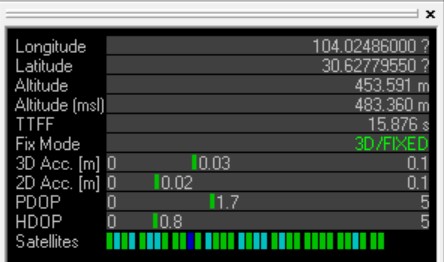 Longitude 104.02486000 ?
Latitude 30.62779550 ?
Altitude 453.591 m
Altitude (msl) 483.360 m
TTFF 15.876 s
Fix Mode 3D/FIXED
3D Acc. [m] 0 0.03 0.1
2D Acc. [m] 0 0.02 0.1
PDOP 0 1.7 5
HDOP 0 0.8 5
Satellites